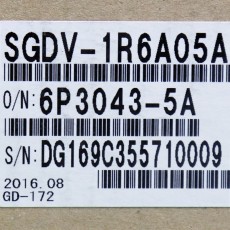 SGDV-1R6A05A
O/N: 6P3043-5A
S/N: DG169C355710009
2016.08
GD-172